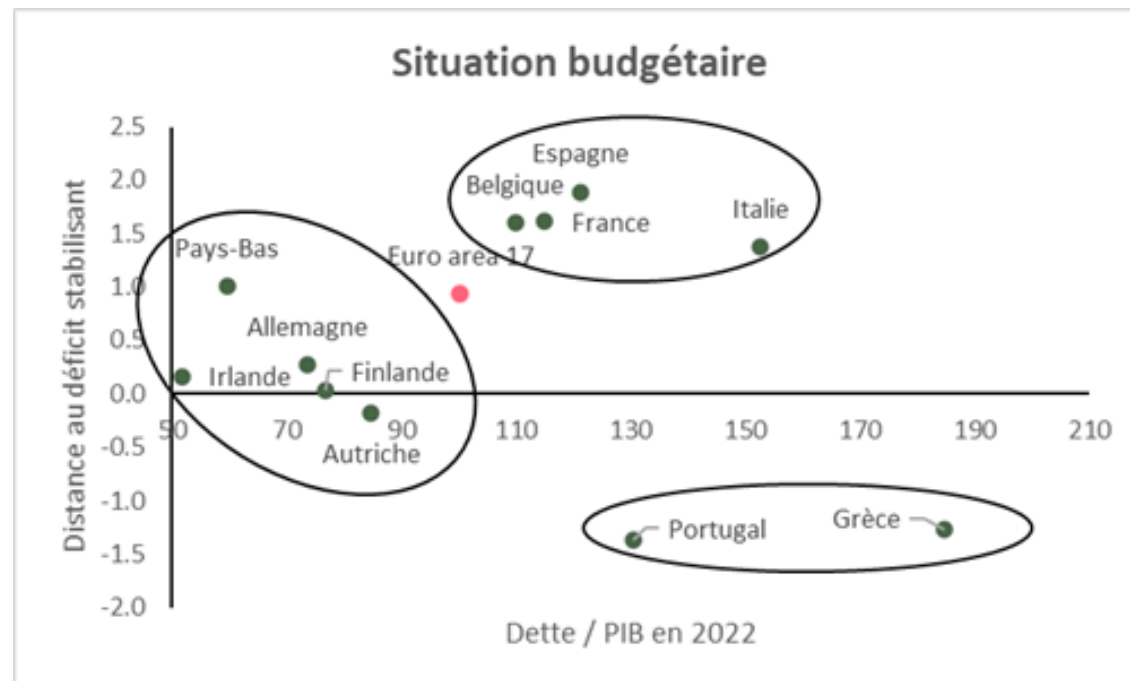 Situation budgétaire
Distance au déficit stabilisant
2.5
2.0
1.5
1.0
0.5
0.0
-0.5
-1.0
-1.5
-2.0
Espagne
Belgique
France
Italie
Pays-Bas
Euro area 17
Allemagne
Irlande
Finlande
50
70
90
110
130
150
170
190
210
Autriche
Portugal
Grèce
Dette / PIB en 2022